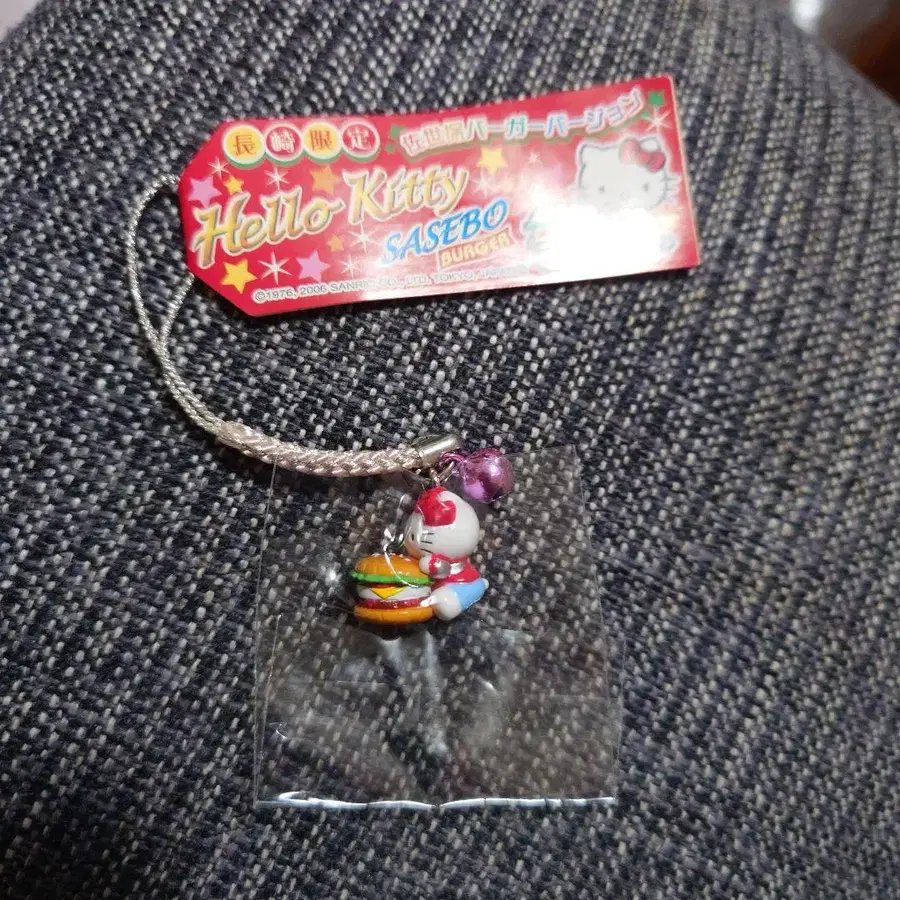 長崎限定
佐世保バーガーバージョン
Hello Kitty
SASEBO
BURGER
©1976, 2006 SANRIO CO., LTD. TOKYO, JAPAN